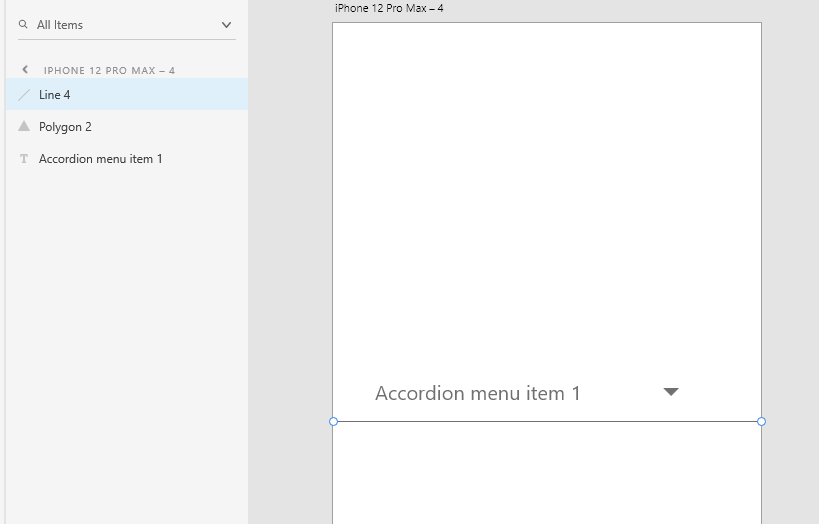 All Items
IPHONE 12 PRO MAX – 4
Line 4
Polygon 2
T Accordion menu item 1
iPhone 12 Pro Max – 4
Accordion menu item 1